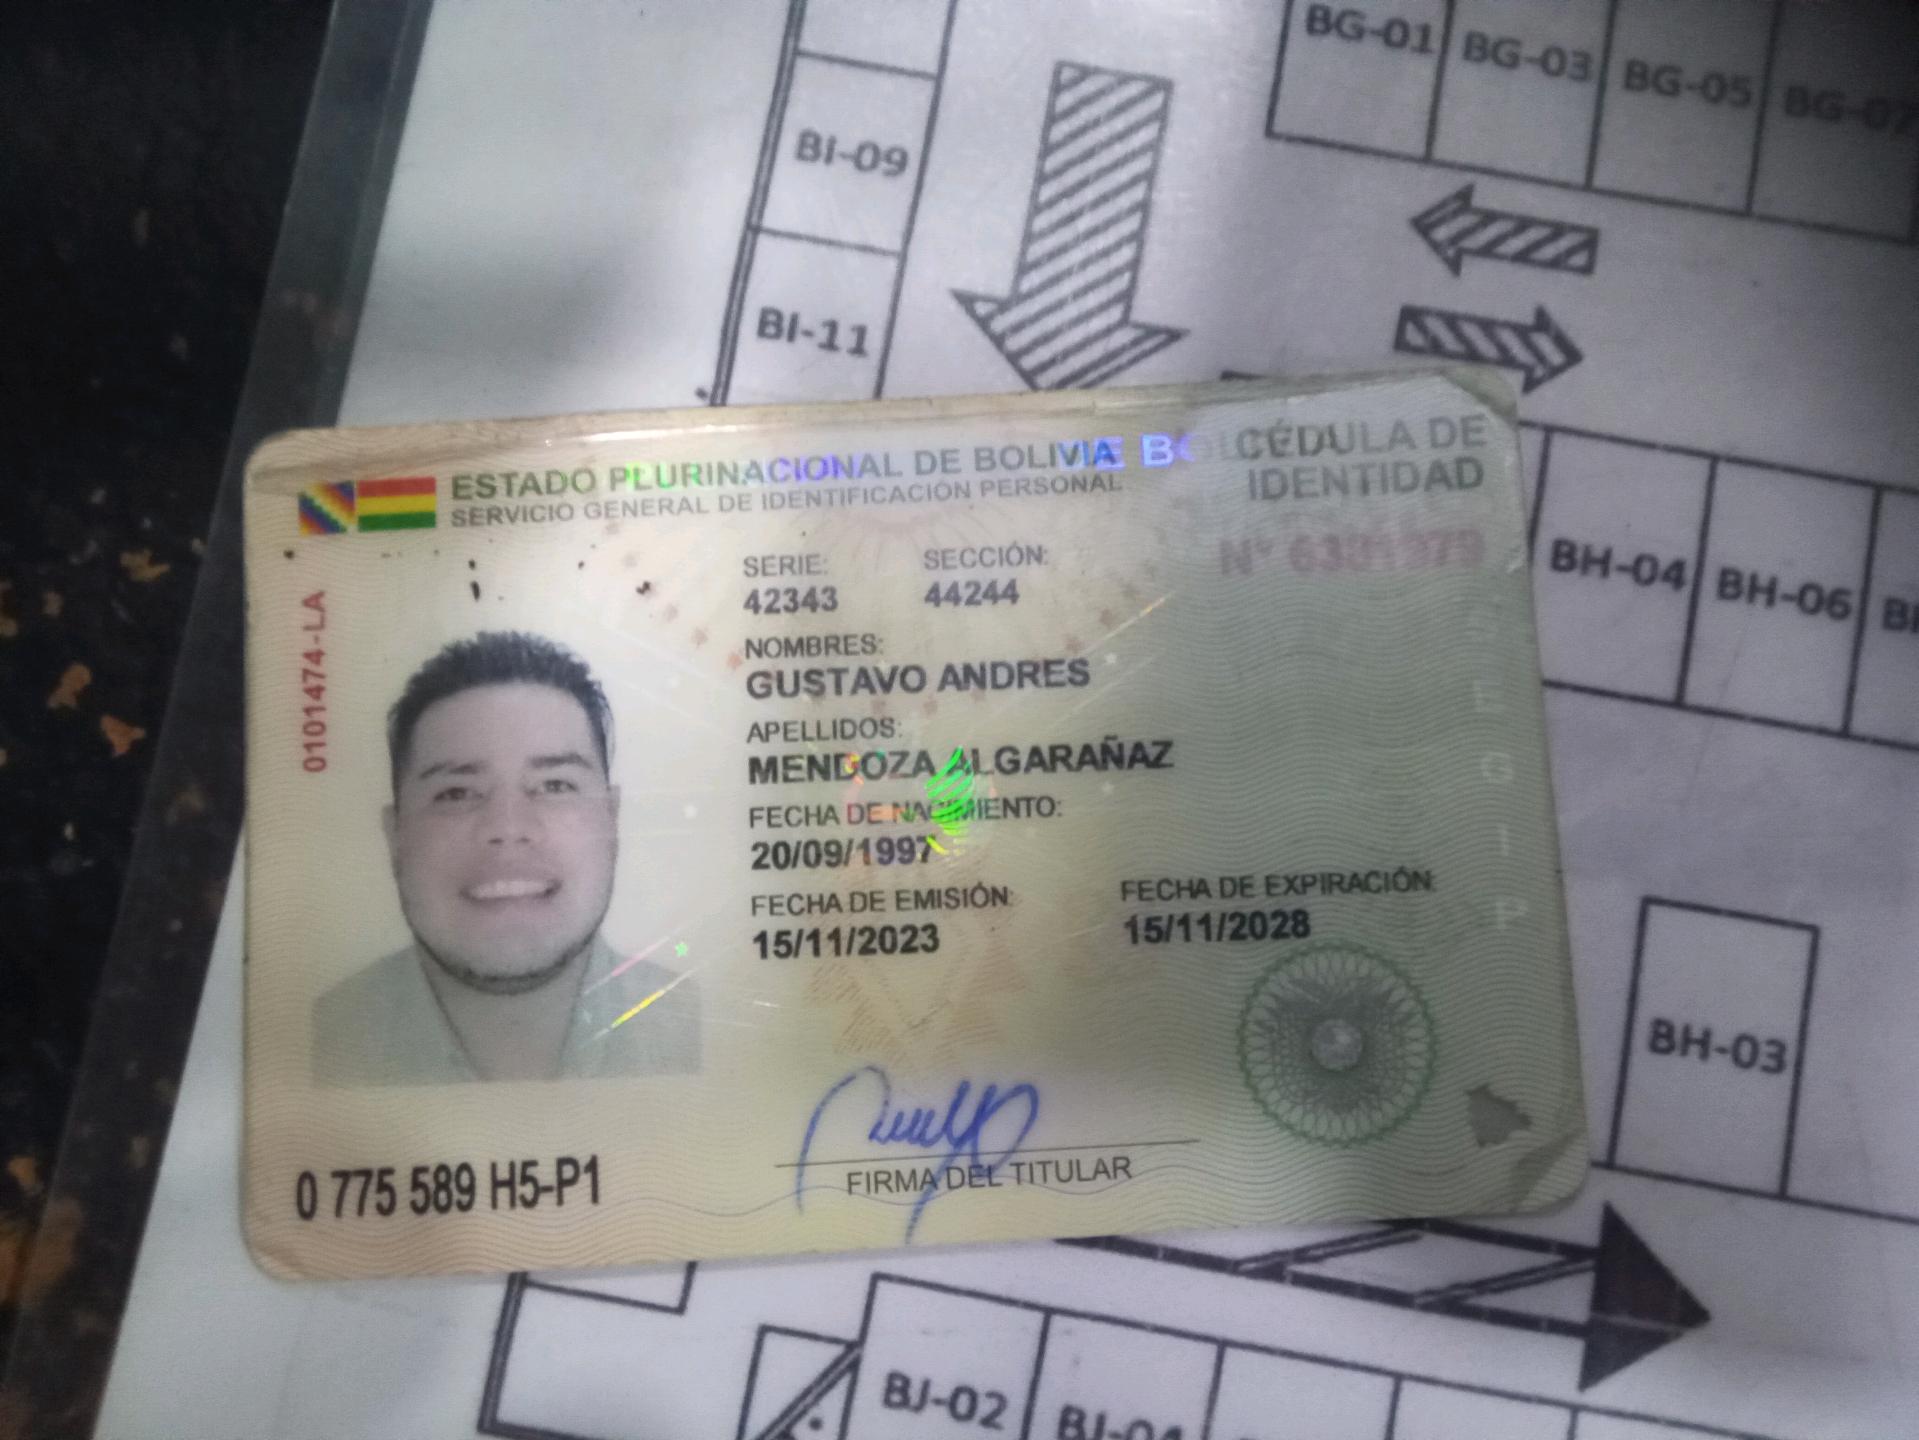 BG-01 BG-03 BG-05 BG-07
BI-09
BI-11
ESTADO PLURINACIONAL DE BOLIVIA
SERVICIO GENERAL DE IDENTIFICACIÓN PERSONAL
CÉDULA DE
IDENTIDAD
Nº
0101474-LA
SERIE: SECCIÓN:
42343 44244
NOMBRES:
GUSTAVO ANDRES
APELLIDOS:
MENDOZA ALGARAÑAZ
FECHA DE NACIMIENTO:
20/09/1997
FECHA DE EMISIÓN: FECHA DE EXPIRACIÓN:
15/11/2023 15/11/2028
SEGIP
0 775 589 H5-P1
FIRMA DEL TITULAR
BH-04 BH-06
BH-03
BJ-02 BJ-04